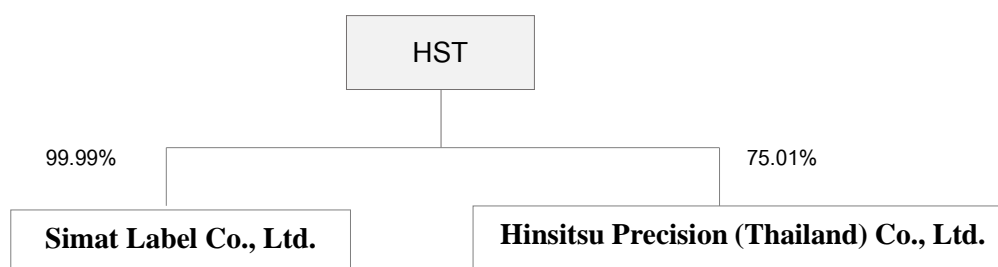 HST
99.99%
75.01%
Simat Label Co., Ltd.
Hinsitsu Precision (Thailand) Co., Ltd.